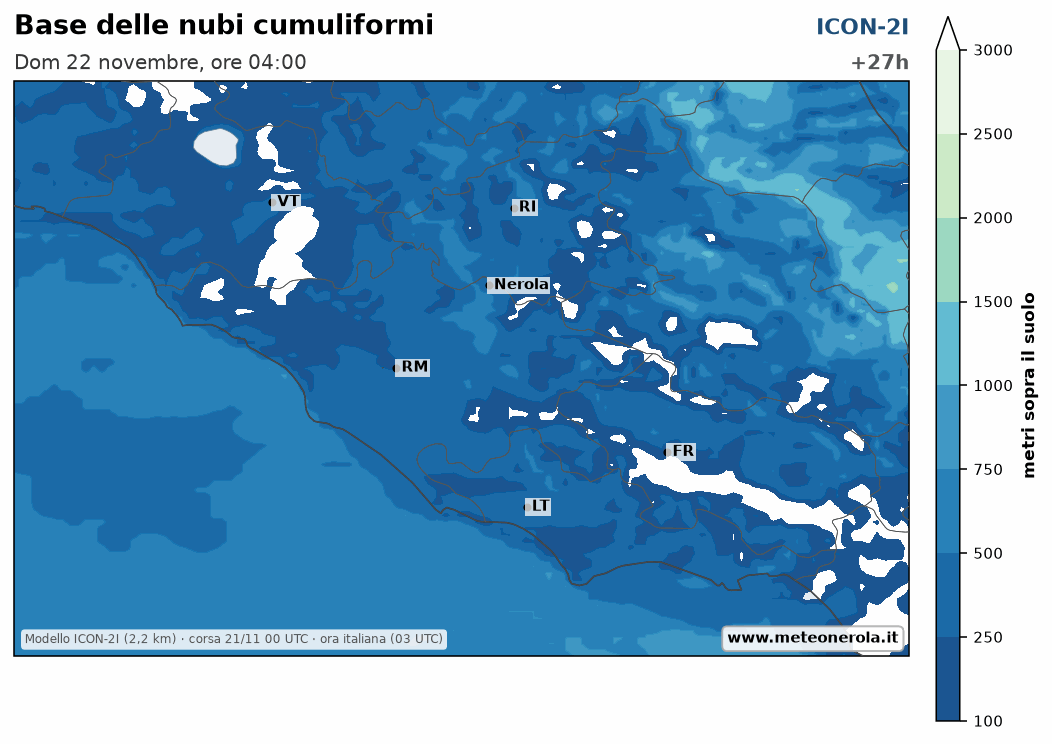 Base delle nubi cumuliformi
ICON-2I
Dom 22 novembre, ore 04:00
+27h
VT
RI
Nerola
RM
FR
LT
Modello ICON-2I (2,2 km) · corsa 21/11 00 UTC · ora italiana (03 UTC)
www.meteonerola.it
3000
2500
2000
1500
1000
750
500
250
100
metri sopra il suolo